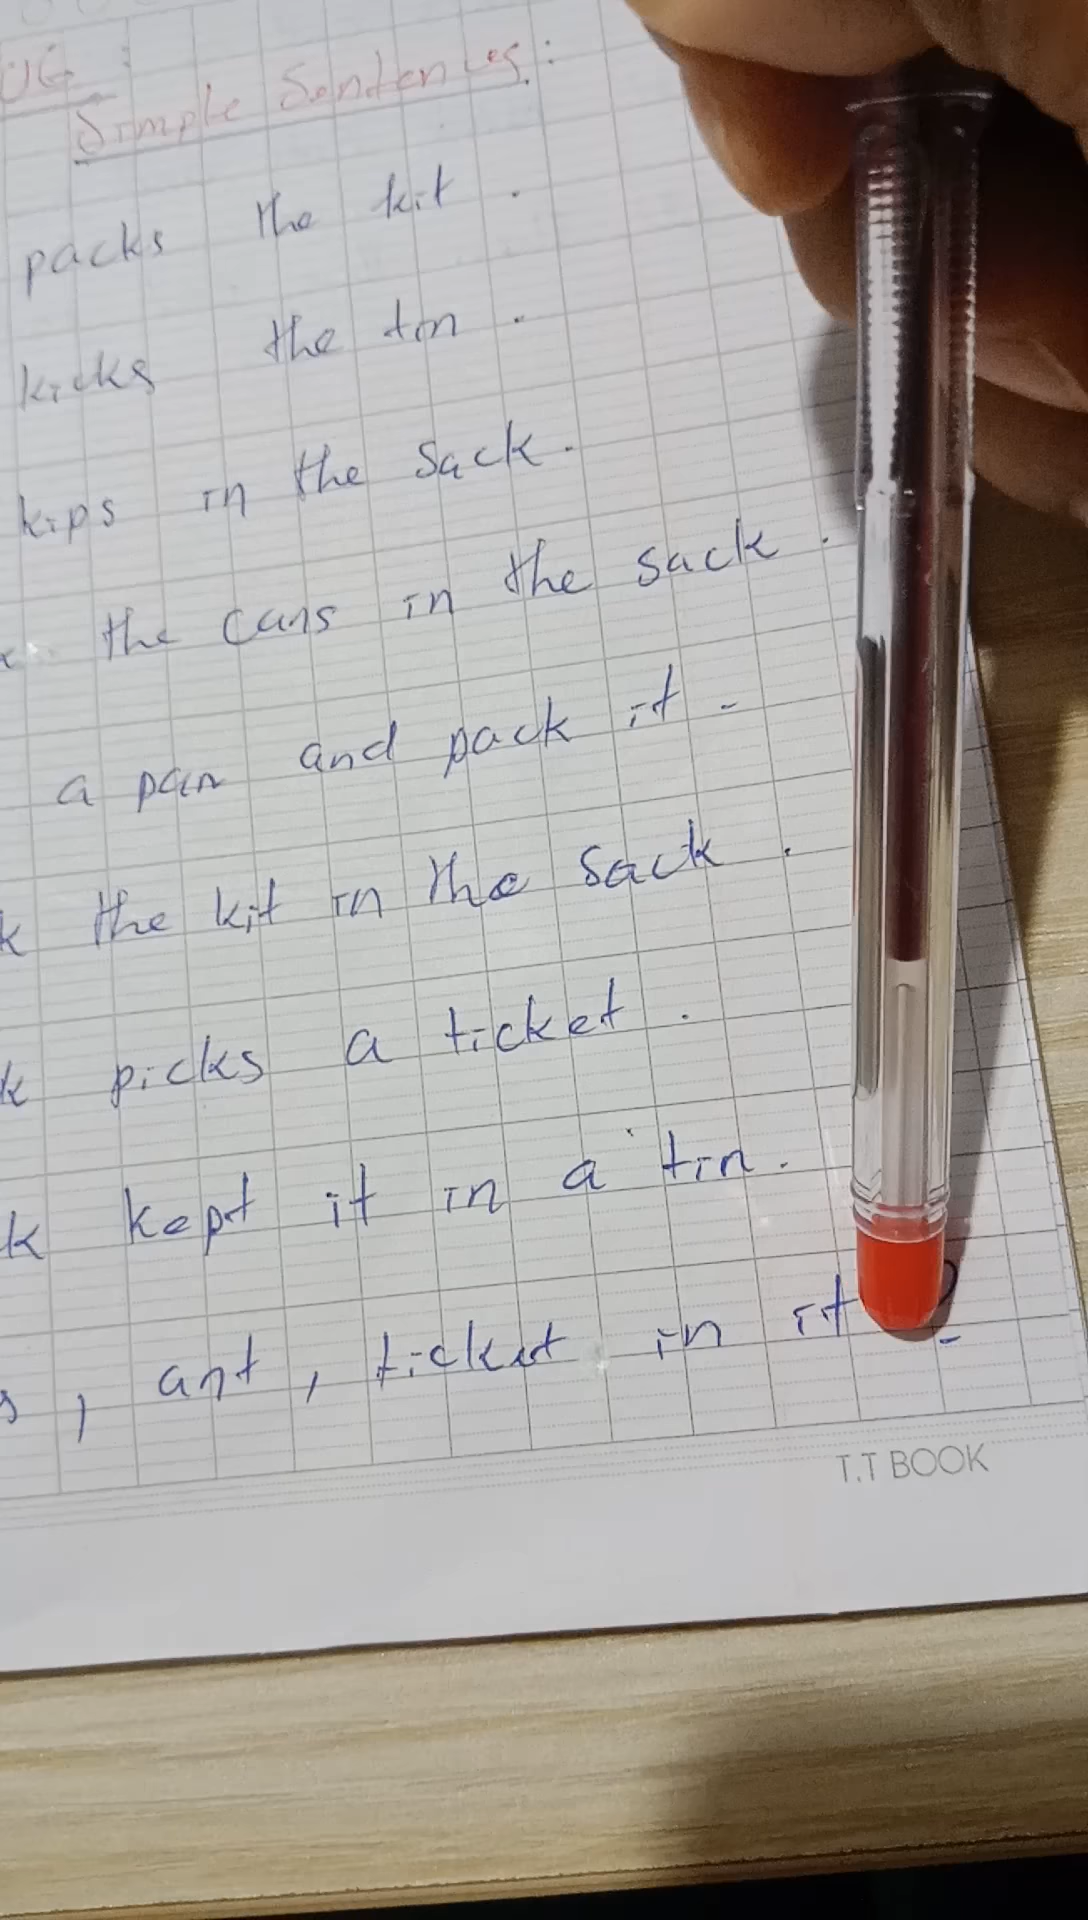 Simple Sentences:
packs the kit.
kicks the tin.
kips in the sack.
the cans in the sack.
a pan and pack it.
k the kit in the sack.
k picks a ticket.
k kept it in a tin.
s, ant, ticket in it
T.T BOOK